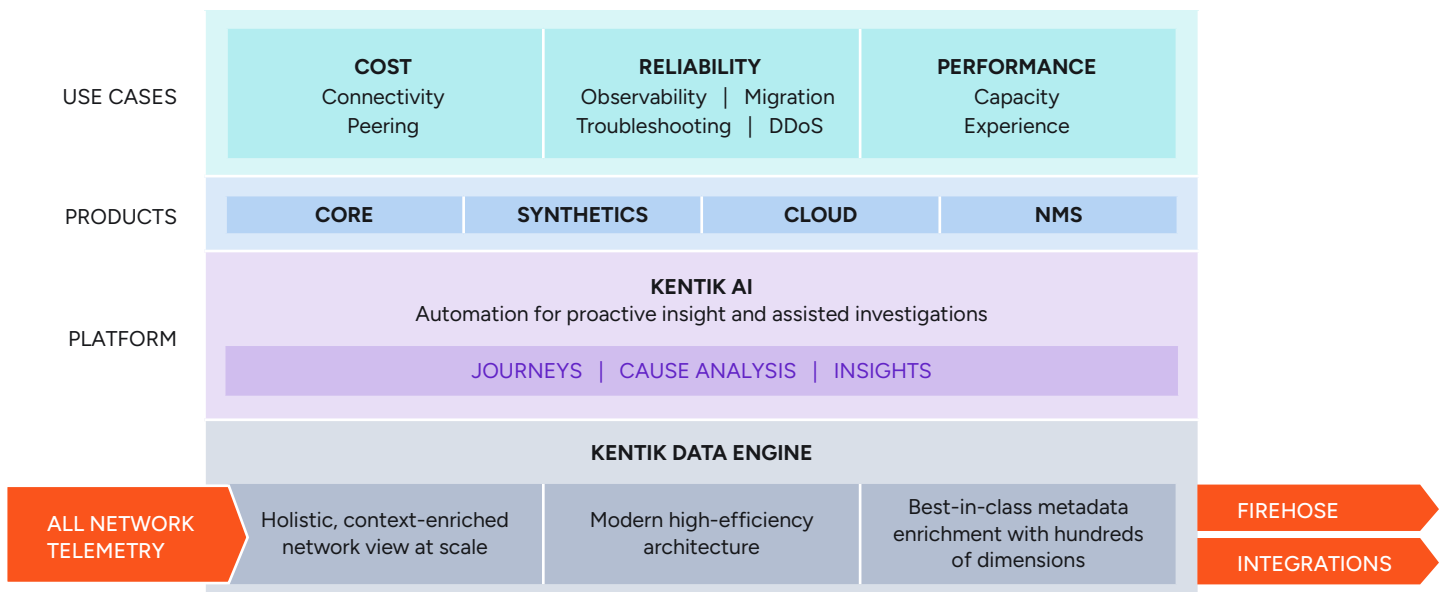 USE CASES
COST
Connectivity
Peering
RELIABILITY
Observability | Migration
Troubleshooting | DDoS
PERFORMANCE
Capacity
Experience
PRODUCTS
CORE
SYNTHETICS
CLOUD
NMS
PLATFORM
KENTIK AI
Automation for proactive insight and assisted investigations
JOURNEYS | CAUSE ANALYSIS | INSIGHTS
KENTIK DATA ENGINE
ALL NETWORK
TELEMETRY
Holistic, context-enriched
network view at scale
Modern high-efficiency
architecture
Best-in-class metadata
enrichment with hundreds
of dimensions
FIREHOSE
INTEGRATIONS